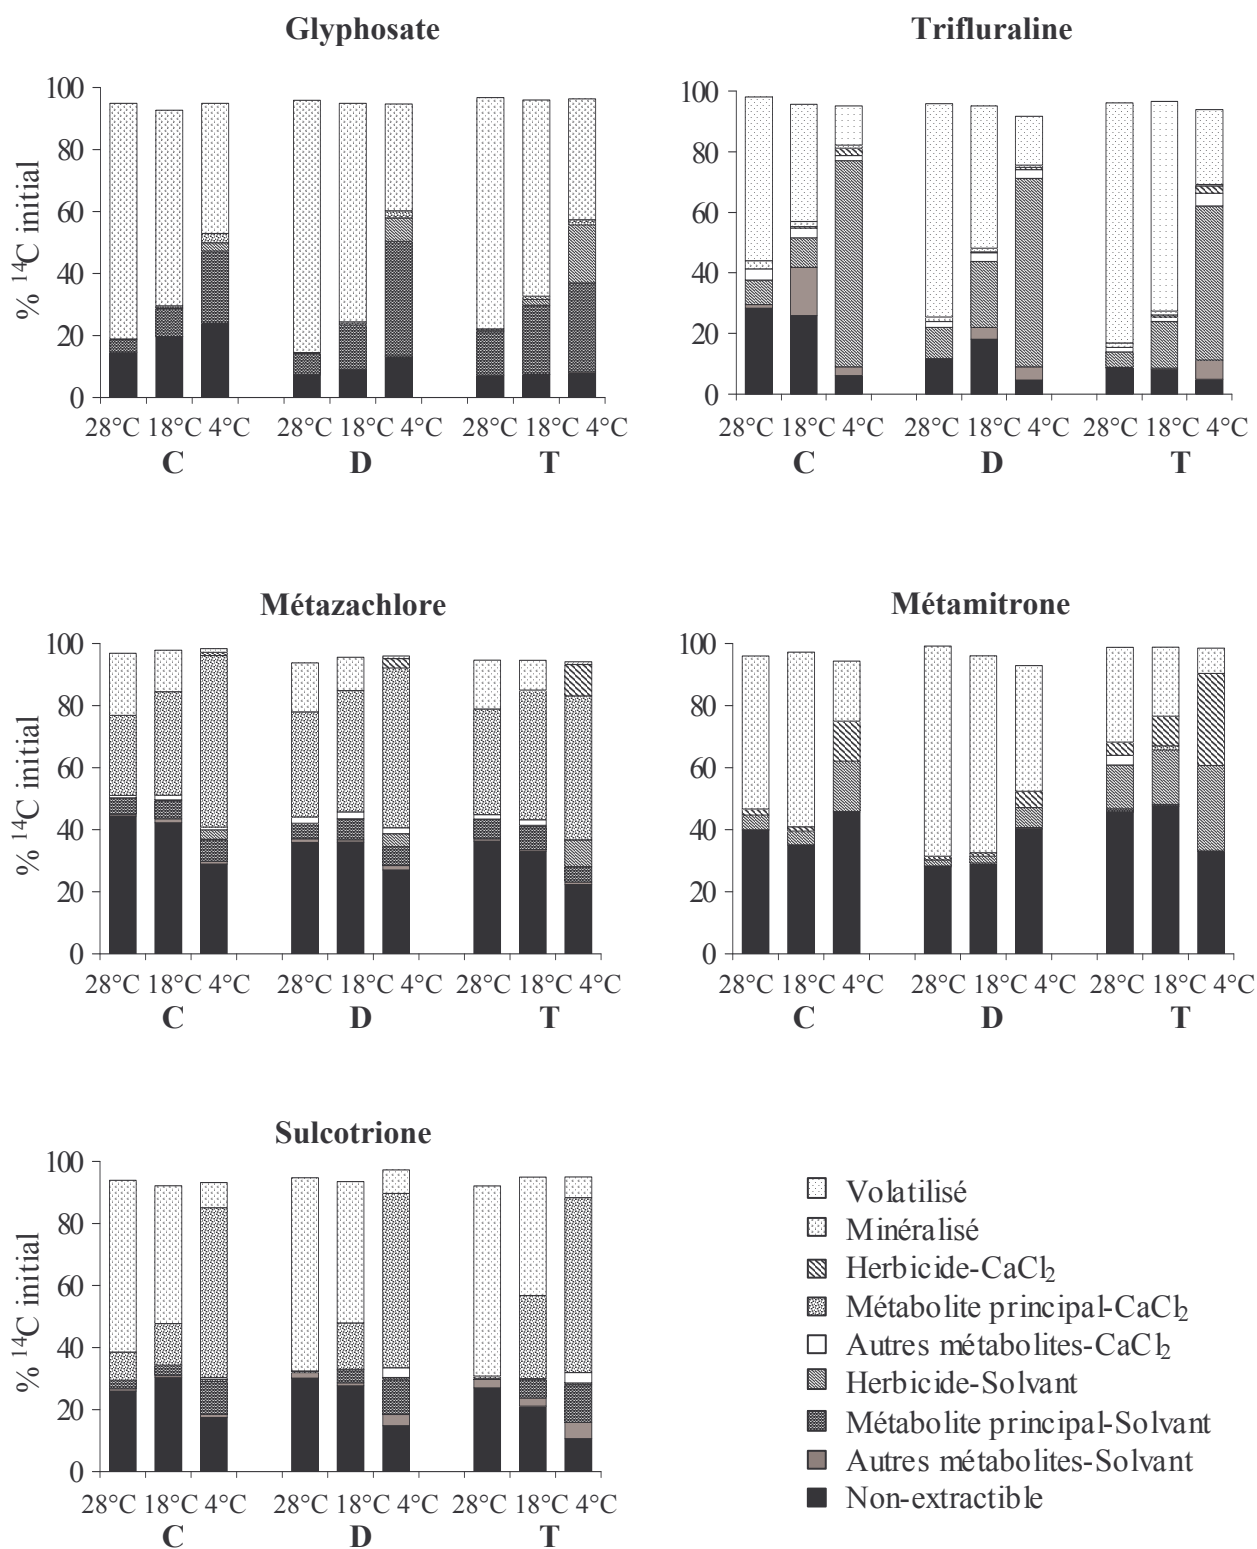 Glyphosate
% ¹⁴C initial
100
80
60
40
20
0
28°C 18°C 4°C 28°C 18°C 4°C 28°C 18°C 4°C
C D T
Trifluraline
100
80
60
40
20
0
28°C 18°C 4°C 28°C 18°C 4°C 28°C 18°C 4°C
C D T
Métazachlore
% ¹⁴C initial
100
80
60
40
20
0
28°C 18°C 4°C 28°C 18°C 4°C 28°C 18°C 4°C
C D T
Métamitrone
100
80
60
40
20
0
28°C 18°C 4°C 28°C 18°C 4°C 28°C 18°C 4°C
C D T
Sulcotrione
% ¹⁴C initial
100
80
60
40
20
0
28°C 18°C 4°C 28°C 18°C 4°C 28°C 18°C 4°C
C D T
Volatilisé
Minéralisé
Herbicide-CaCl₂
Métabolite principal-CaCl₂
Autres métabolites-CaCl₂
Herbicide-Solvant
Métabolite principal-Solvant
Autres métabolites-Solvant
Non-extractible